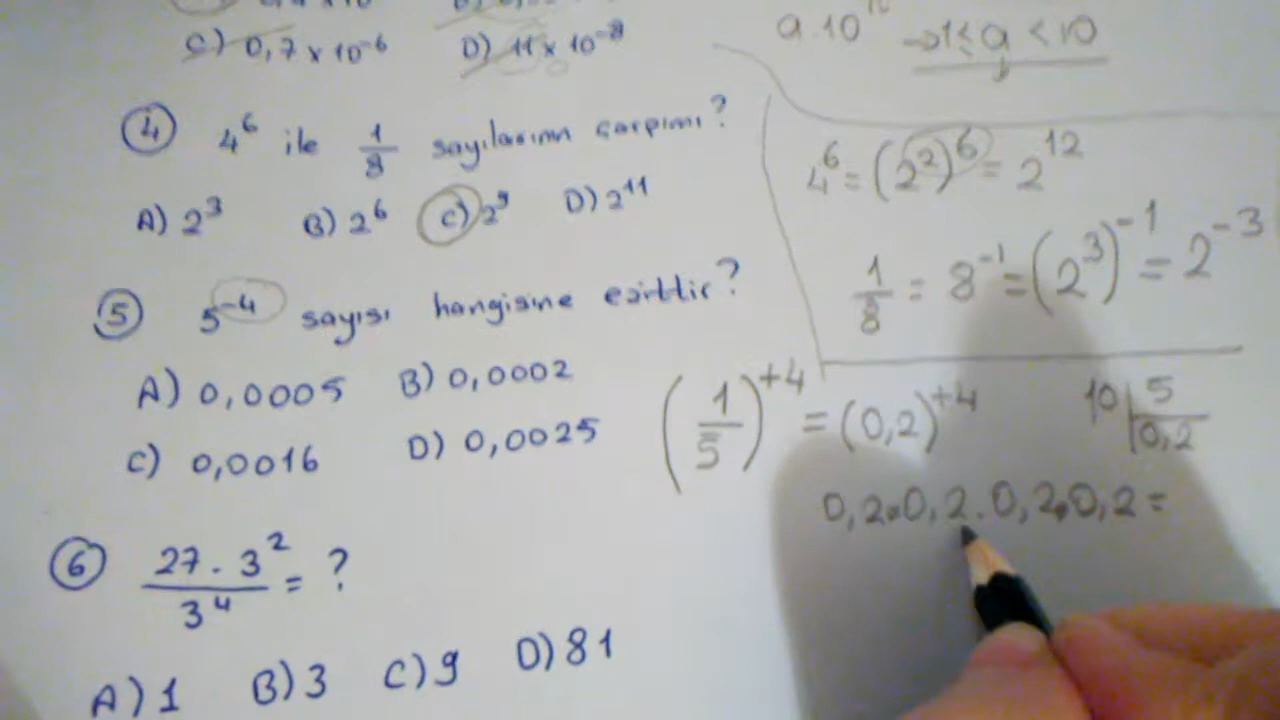 C) 0,7 x 10⁻⁶ D) 11 x 10⁻⁸
④ 4⁶ ile 1/8 sayılarının çarpımı?
A) 2³ B) 2⁶ C) 2⁹ D) 2¹¹
⑤ 5⁻⁴ sayısı hangisine eşittir?
A) 0,0005 B) 0,0002
C) 0,0016 D) 0,0025
⑥ 27 . 3² / 3⁴ = ?
A) 1 B) 3 C) 9 D) 81
→ 1 ≤ a < 10
4⁶ = (2²)⁶ = 2¹²
1/8 = 8⁻¹ = (2³)⁻¹ = 2⁻³
(1/5)⁺⁴ = (0,2)⁺⁴
10 | 5
0,2
0,2.0,2.0,2.0,2 =